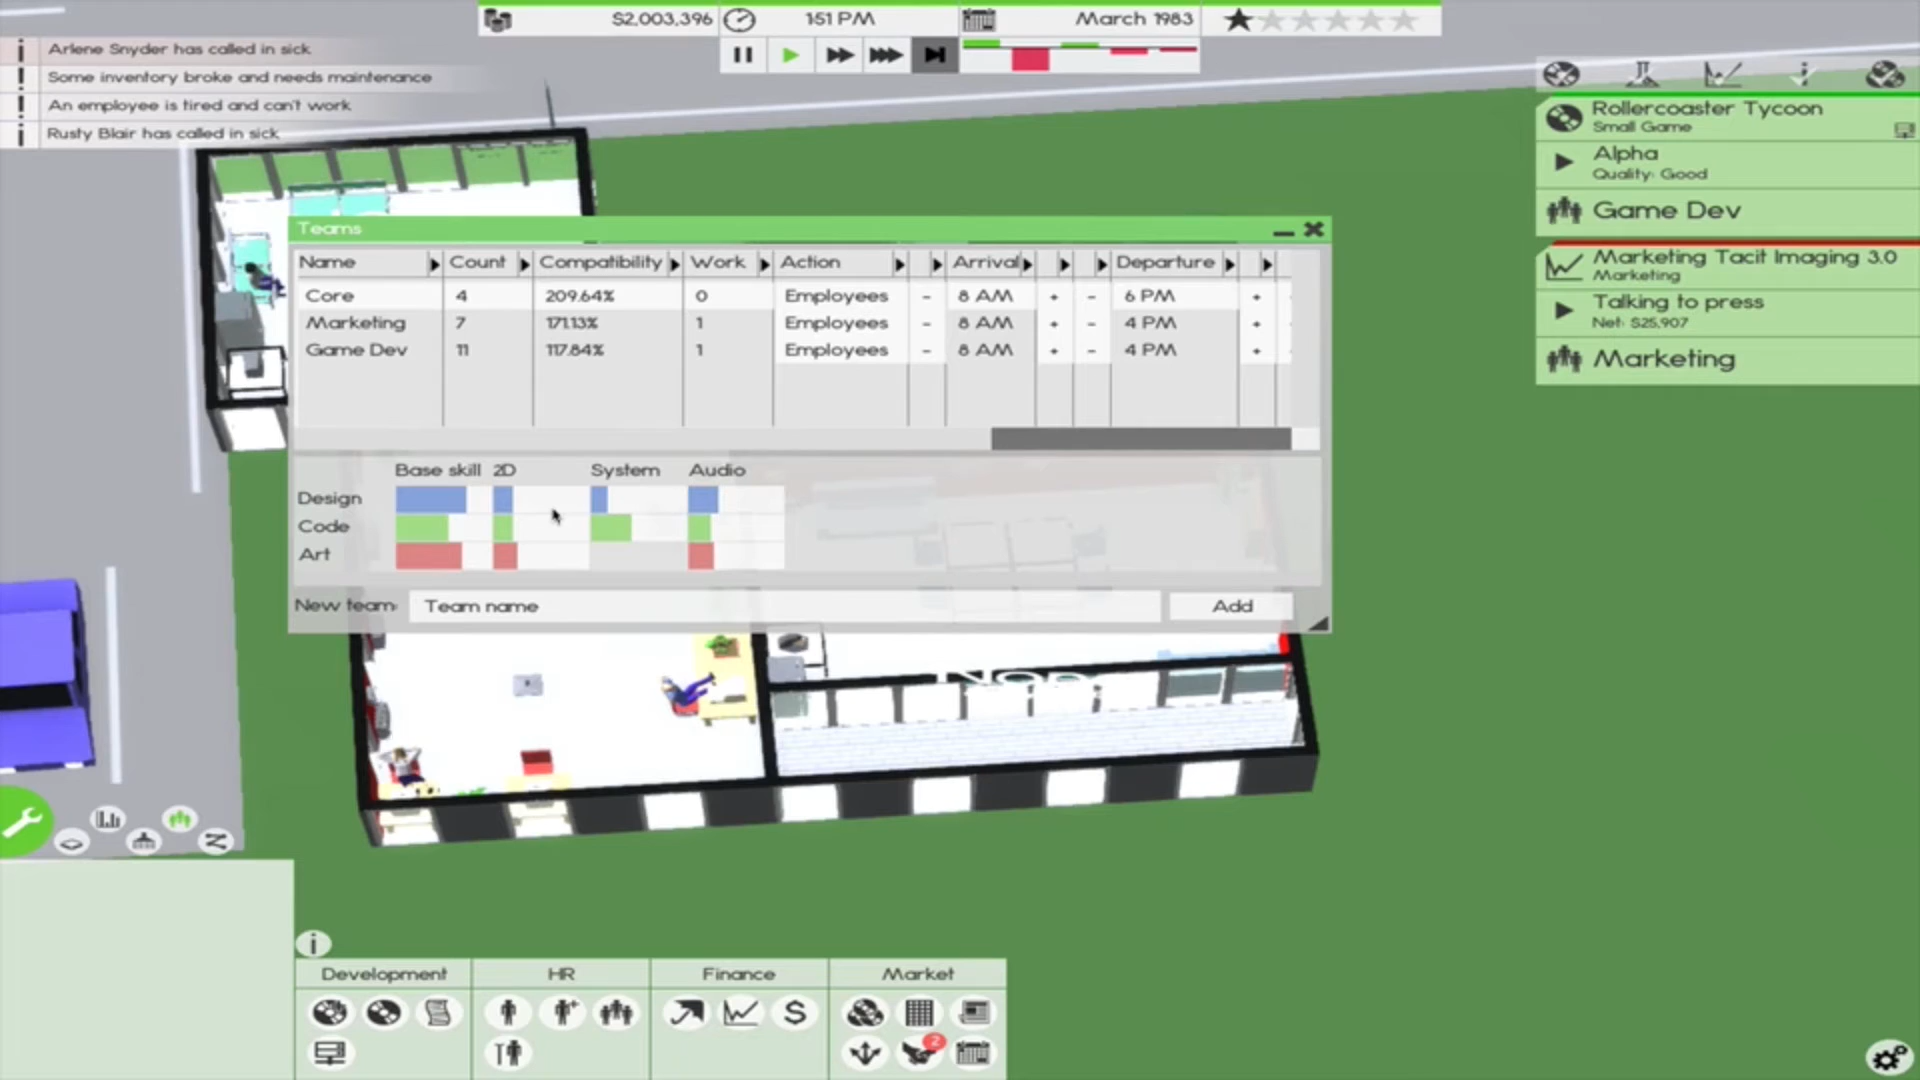 $2,003,396
151 PM
March 1983
Arlene Snyder has called in sick
Some inventory broke and needs maintenance
An employee is tired and can't work
Rusty Blair has called in sick
Rollercoaster Tycoon
Small Game
Alpha
Quality: Good
Game Dev
Marketing Tacit Imaging 3.0
Marketing
Talking to press
Net: $25,907
Marketing
Teams
Name Count Compatibility Work Action Arrival Departure
Core 4 209.64% 0 Employees - 8 AM + - 6 PM +
Marketing 7 171.13% 1 Employees - 8 AM + - 4 PM +
Game Dev 11 117.84% 1 Employees - 8 AM + - 4 PM +
Base skill 2D System Audio
Design
Code
Art
New team: Team name Add
Development HR Finance Market
2